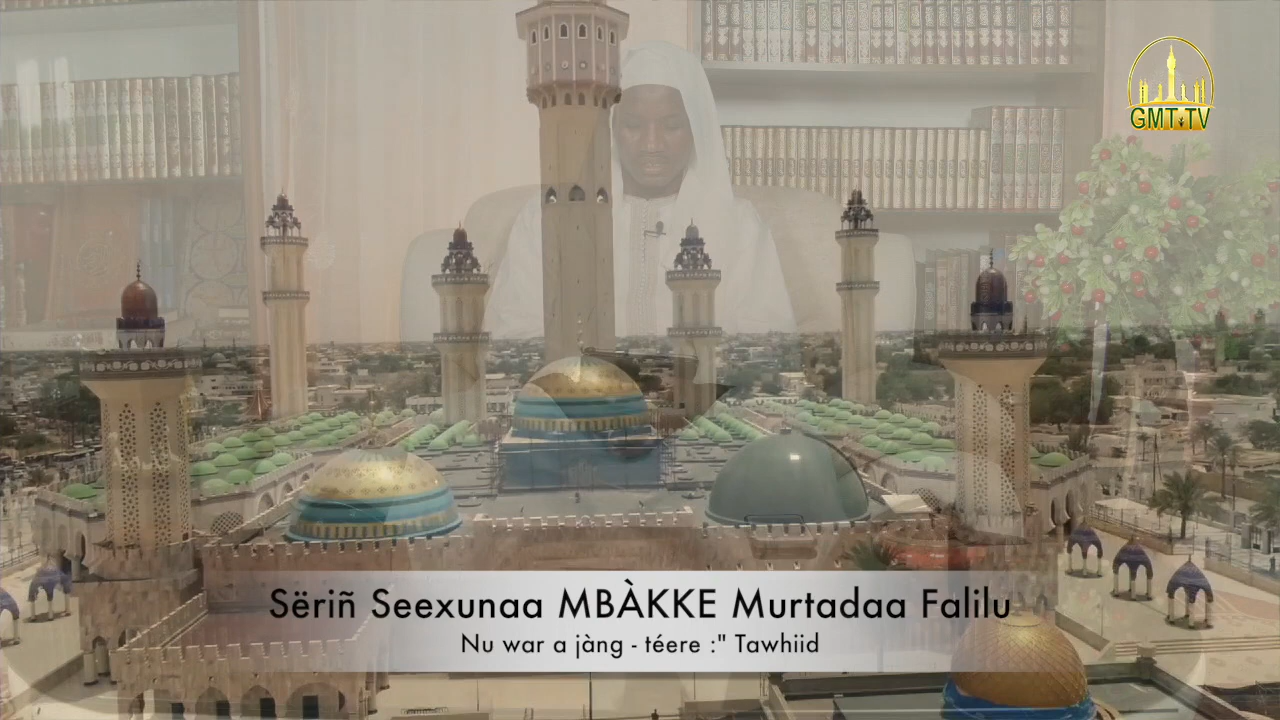 GMT TV
Sëriñ Seexunaa MBÀKKE Murtadaa Falilu
Nu war a jàng - téere :" Tawhiid